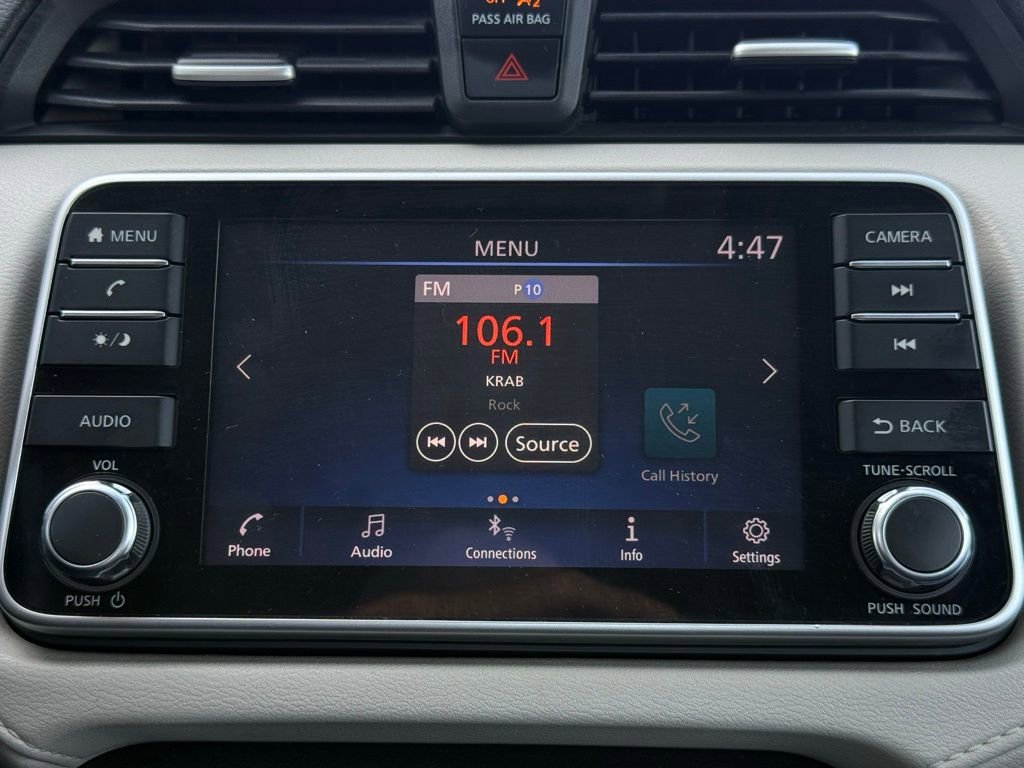 PASS AIR BAG
MENU
AUDIO
VOL
PUSH
MENU
4:47
FM
P10
106.1
FM
KRAB
Rock
Source
Call History
Phone
Audio
Connections
Info
Settings
CAMERA
BACK
TUNE·SCROLL
PUSH SOUND